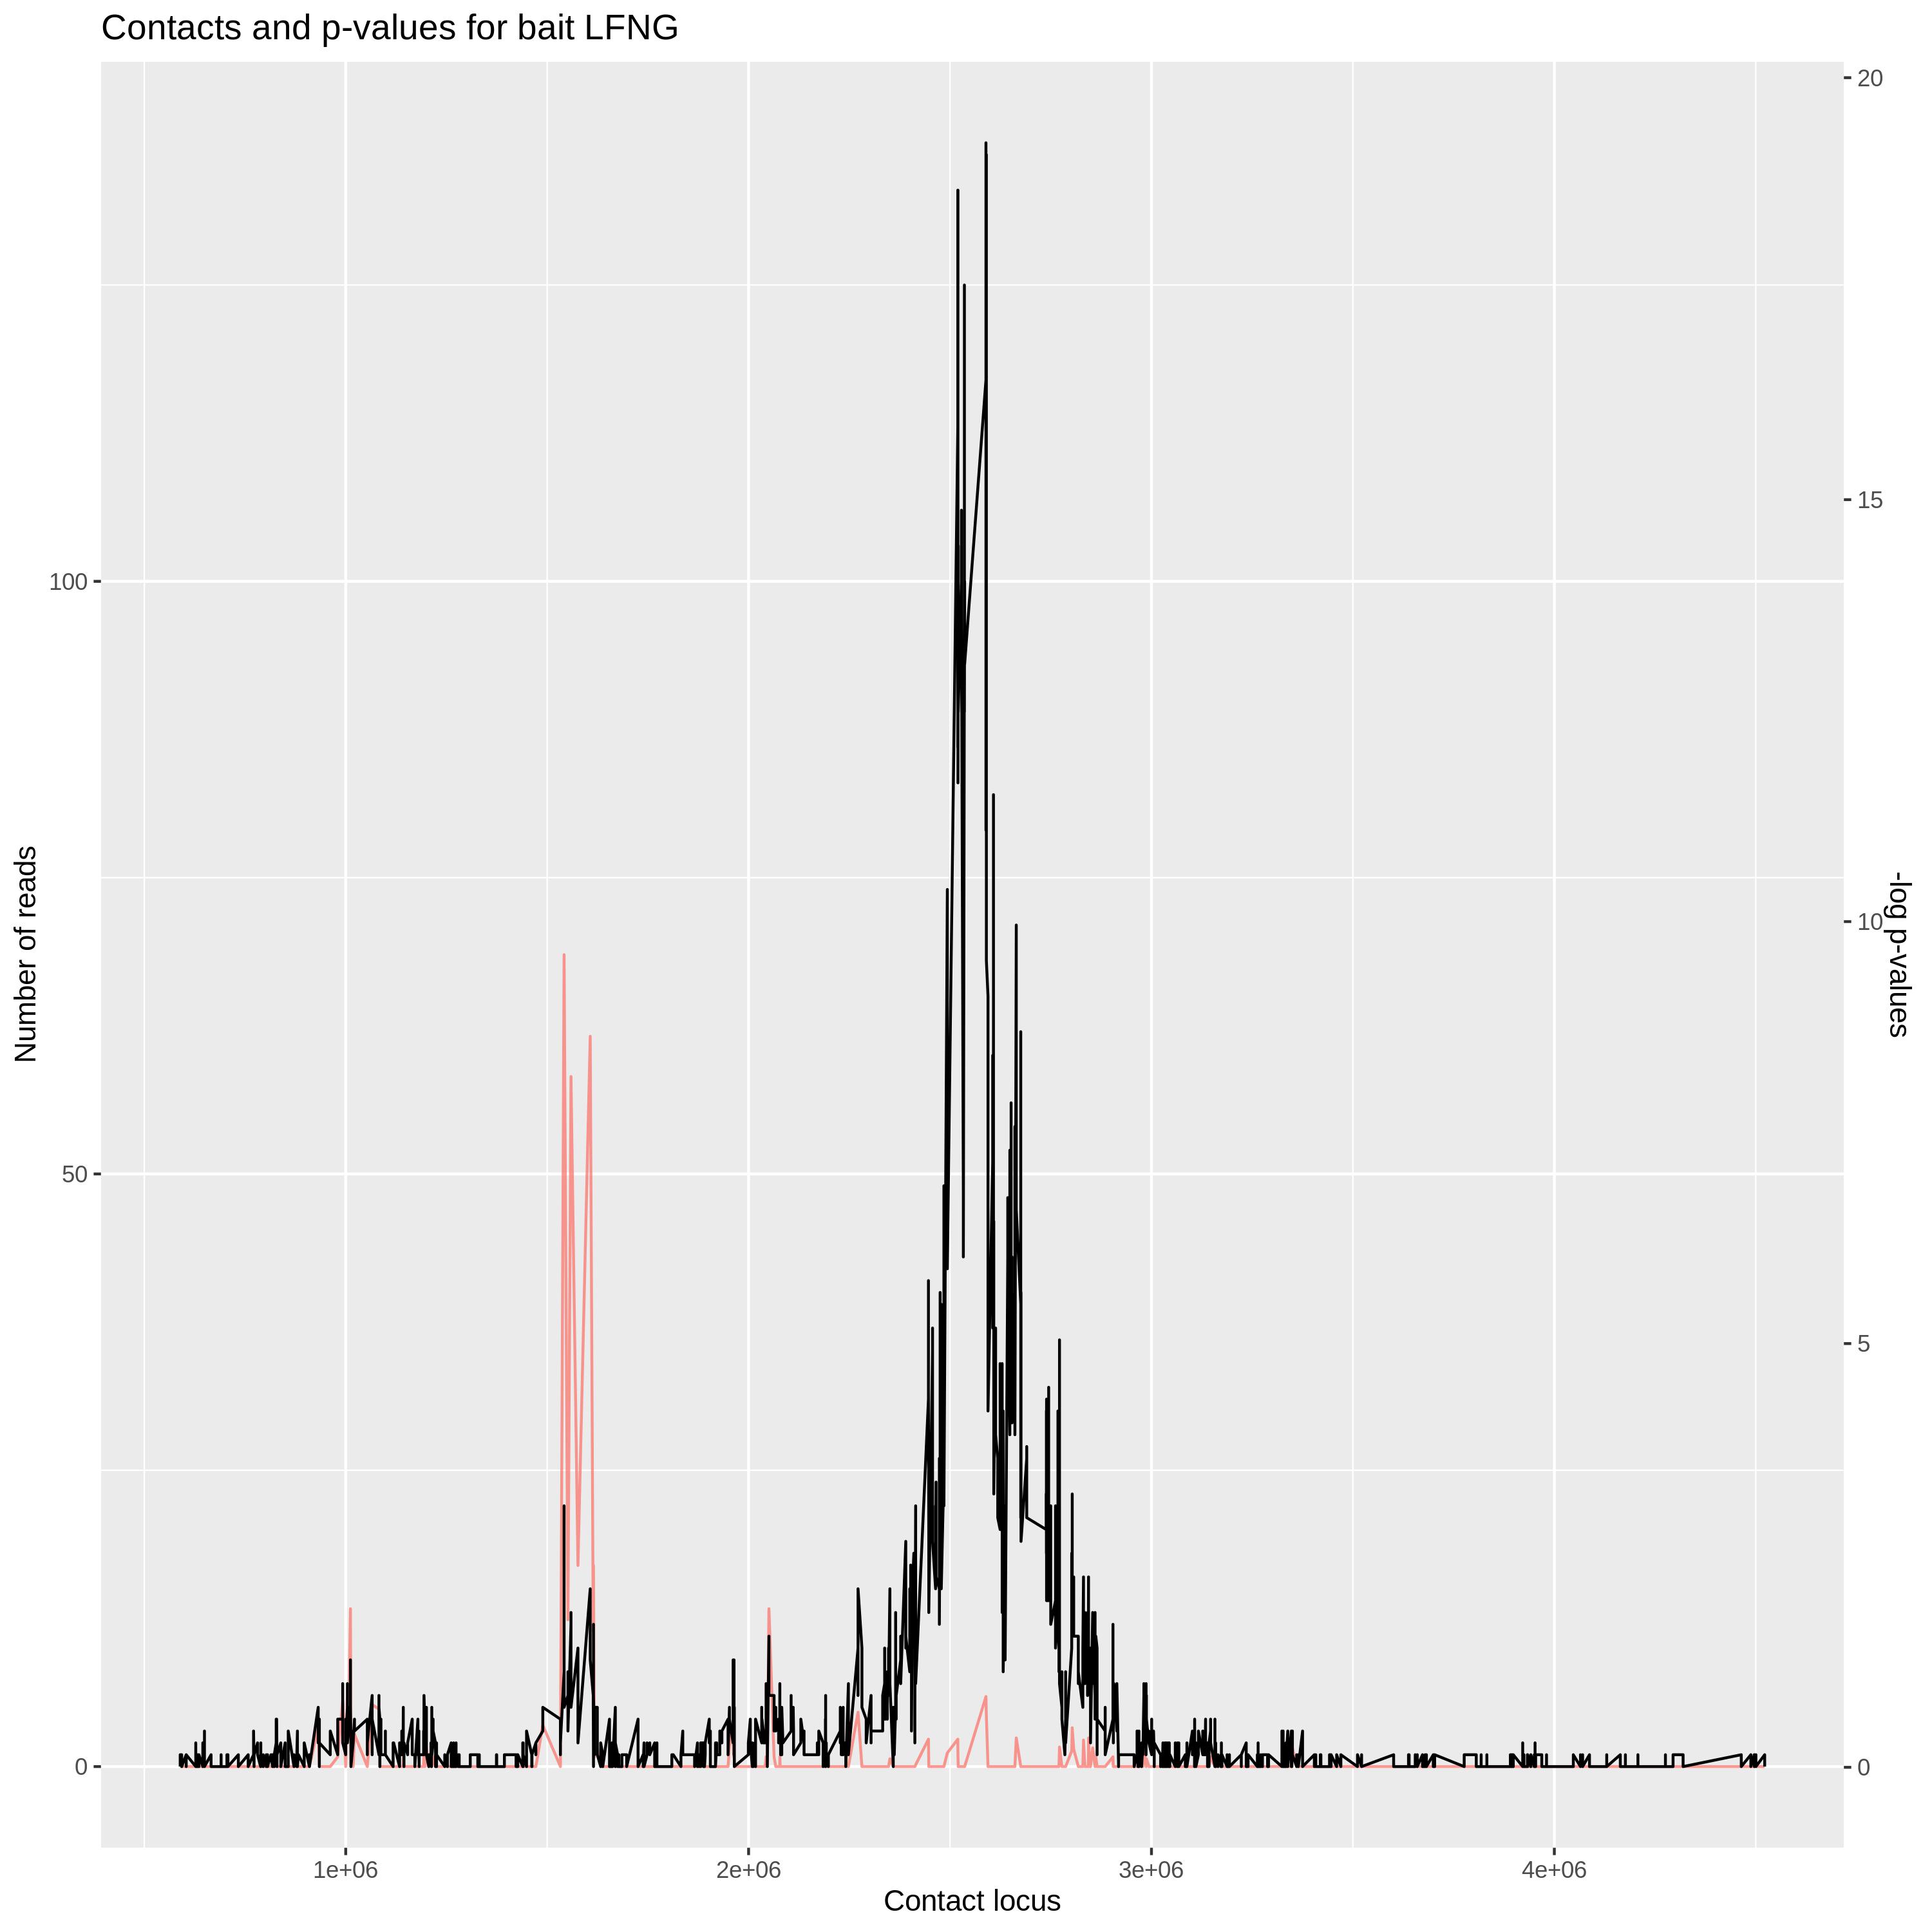 Contacts and p-values for bait LFNG
20
15
100
Number of reads
-log p-values
10
50
5
0
0
1e+06
2e+06
3e+06
4e+06
Contact locus